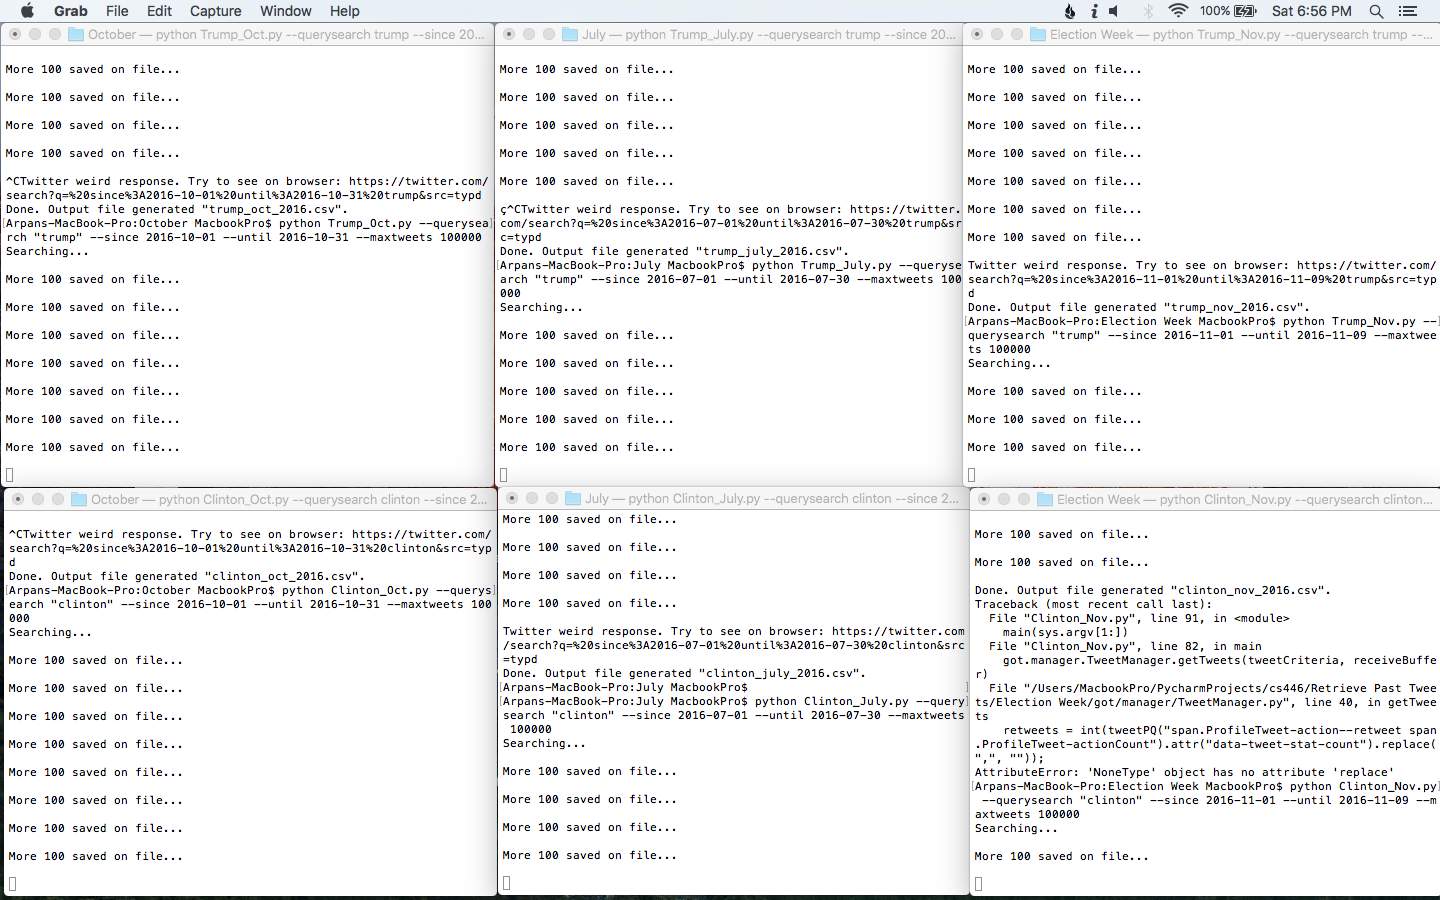 Grab File Edit Capture Window Help 100% Sat 6:56 PM
October — python Trump_Oct.py --querysearch trump --since 20...
More 100 saved on file...
More 100 saved on file...
More 100 saved on file...
More 100 saved on file...
^CTwitter weird response. Try to see on browser: https://twitter.com/
search?q=%20since%3A2016-10-01%20until%3A2016-10-31%20trump&src=typd
Done. Output file generated "trump_oct_2016.csv".
[Arpans-MacBook-Pro:October MacbookPro$ python Trump_Oct.py --querysea]
rch "trump" --since 2016-10-01 --until 2016-10-31 --maxtweets 100000
Searching...
More 100 saved on file...
More 100 saved on file...
More 100 saved on file...
More 100 saved on file...
More 100 saved on file...
More 100 saved on file...
More 100 saved on file...
July — python Trump_July.py --querysearch trump --since 20...
More 100 saved on file...
More 100 saved on file...
More 100 saved on file...
More 100 saved on file...
More 100 saved on file...
ç^CTwitter weird response. Try to see on browser: https://twitter.
com/search?q=%20since%3A2016-07-01%20until%3A2016-07-30%20trump&sr
c=typd
Done. Output file generated "trump_july_2016.csv".
[Arpans-MacBook-Pro:July MacbookPro$ python Trump_July.py --queryse
arch "trump" --since 2016-07-01 --until 2016-07-30 --maxtweets 100
000
Searching...
More 100 saved on file...
More 100 saved on file...
More 100 saved on file...
More 100 saved on file...
More 100 saved on file...
Election Week — python Trump_Nov.py --querysearch trump --...
More 100 saved on file...
More 100 saved on file...
More 100 saved on file...
More 100 saved on file...
More 100 saved on file...
More 100 saved on file...
More 100 saved on file...
Twitter weird response. Try to see on browser: https://twitter.com/
search?q=%20since%3A2016-11-01%20until%3A2016-11-09%20trump&src=typ
d
Done. Output file generated "trump_nov_2016.csv".
[Arpans-MacBook-Pro:Election Week MacbookPro$ python Trump_Nov.py --]
querysearch "trump" --since 2016-11-01 --until 2016-11-09 --maxtwee
ts 100000
Searching...
More 100 saved on file...
More 100 saved on file...
More 100 saved on file...
October — python Clinton_Oct.py --querysearch clinton --since 2...
^CTwitter weird response. Try to see on browser: https://twitter.com/
search?q=%20since%3A2016-10-01%20until%3A2016-10-31%20clinton&src=typ
d
Done. Output file generated "clinton_oct_2016.csv".
[Arpans-MacBook-Pro:October MacbookPro$ python Clinton_Oct.py --querys]
earch "clinton" --since 2016-10-01 --until 2016-10-31 --maxtweets 100
000
Searching...
More 100 saved on file...
More 100 saved on file...
More 100 saved on file...
More 100 saved on file...
More 100 saved on file...
More 100 saved on file...
More 100 saved on file...
More 100 saved on file...
July — python Clinton_July.py --querysearch clinton --since 2...
More 100 saved on file...
More 100 saved on file...
More 100 saved on file...
More 100 saved on file...
Twitter weird response. Try to see on browser: https://twitter.com
/search?q=%20since%3A2016-07-01%20until%3A2016-07-30%20clinton&src
=typd
Done. Output file generated "clinton_july_2016.csv".
[Arpans-MacBook-Pro:July MacbookPro$ ]
[Arpans-MacBook-Pro:July MacbookPro$ python Clinton_July.py --query]
search "clinton" --since 2016-07-01 --until 2016-07-30 --maxtweets
100000
Searching...
More 100 saved on file...
More 100 saved on file...
More 100 saved on file...
More 100 saved on file...
Election Week — python Clinton_Nov.py --querysearch clinton...
More 100 saved on file...
More 100 saved on file...
Done. Output file generated "clinton_nov_2016.csv".
Traceback (most recent call last):
File "Clinton_Nov.py", line 91, in <module>
main(sys.argv[1:])
File "Clinton_Nov.py", line 82, in main
got.manager.TweetManager.getTweets(tweetCriteria, receiveBuffe
r)
File "/Users/MacbookPro/PycharmProjects/cs446/Retrieve Past Twee
ts/Election Week/got/manager/TweetManager.py", line 40, in getTwee
ts
retweets = int(tweetPQ("span.ProfileTweet-action--retweet span
.ProfileTweet-actionCount").attr("data-tweet-stat-count").replace(
",", ""));
AttributeError: 'NoneType' object has no attribute 'replace'
[Arpans-MacBook-Pro:Election Week MacbookPro$ python Clinton_Nov.py]
--querysearch "clinton" --since 2016-11-01 --until 2016-11-09 --m
axtweets 100000
Searching...
More 100 saved on file...